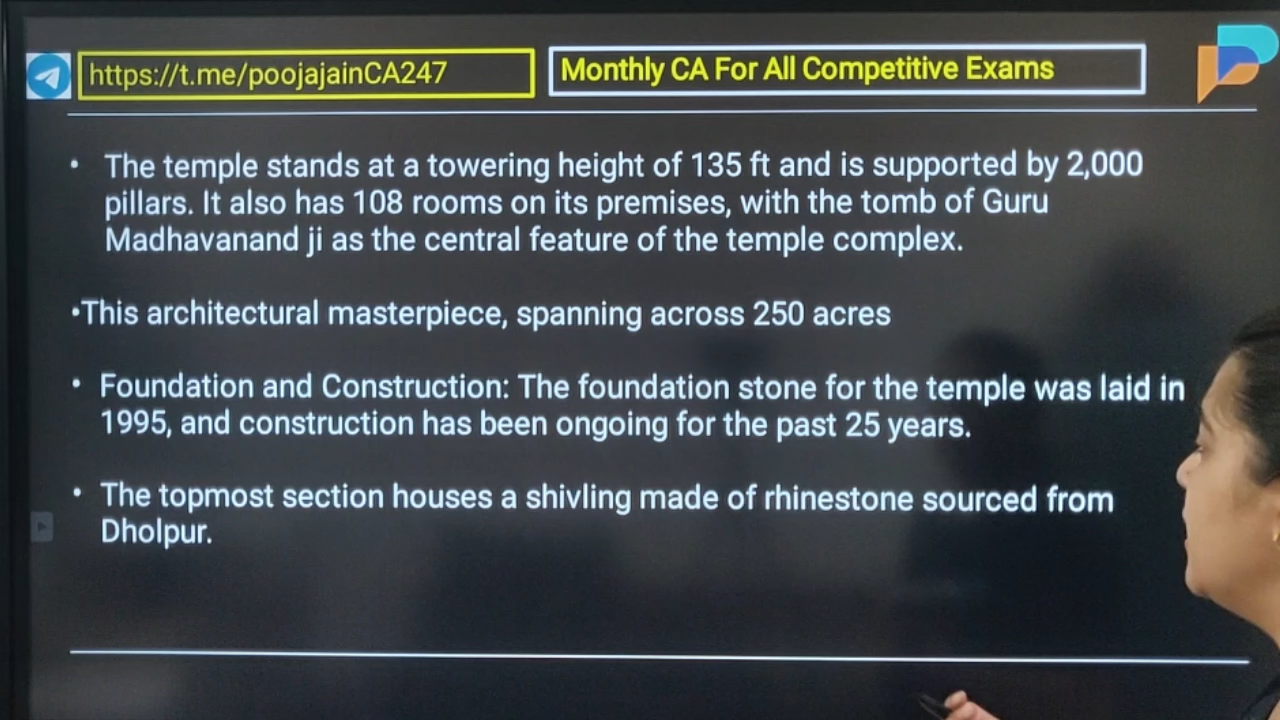 https://t.me/poojajainCA247
Monthly CA For All Competitive Exams
• The temple stands at a towering height of 135 ft and is supported by 2,000
pillars. It also has 108 rooms on its premises, with the tomb of Guru
Madhavanand ji as the central feature of the temple complex.
•This architectural masterpiece, spanning across 250 acres
• Foundation and Construction: The foundation stone for the temple was laid in
1995, and construction has been ongoing for the past 25 years.
• The topmost section houses a shivling made of rhinestone sourced from
Dholpur.